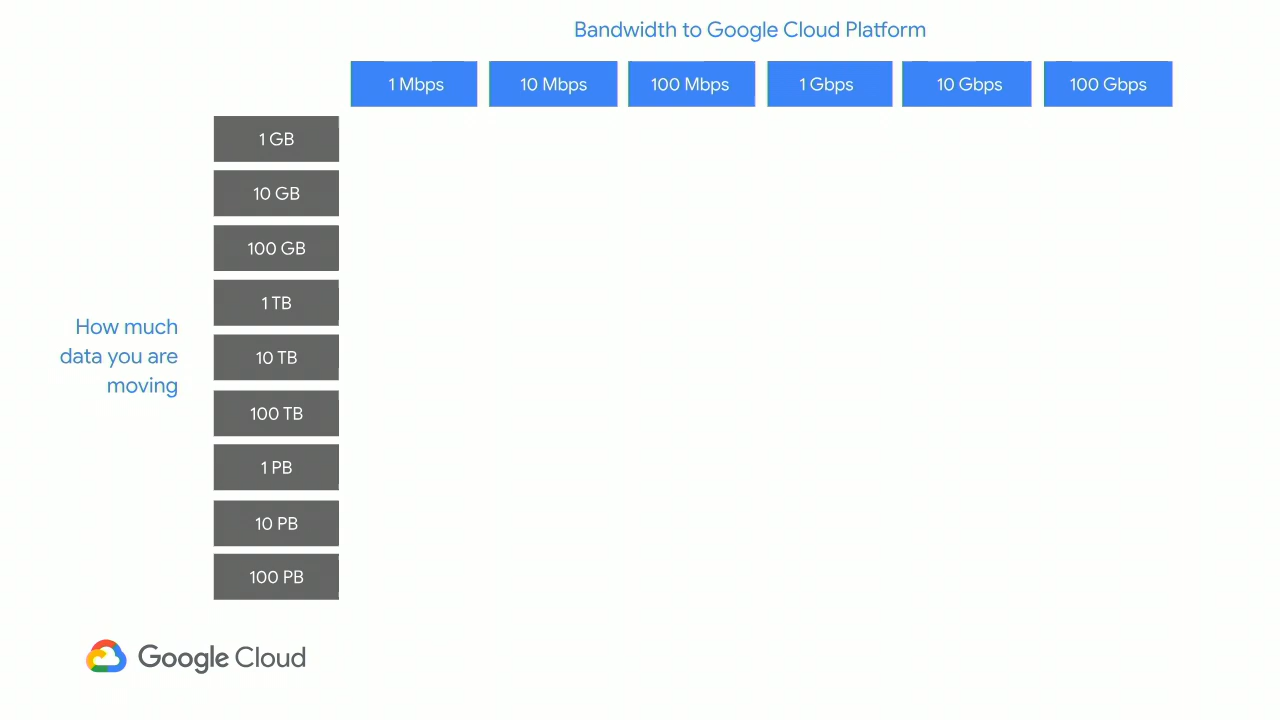 Bandwidth to Google Cloud Platform
1 Mbps
10 Mbps
100 Mbps
1 Gbps
10 Gbps
100 Gbps
1 GB
10 GB
100 GB
1 TB
10 TB
100 TB
1 PB
10 PB
100 PB
How much
data you are
moving
Google Cloud